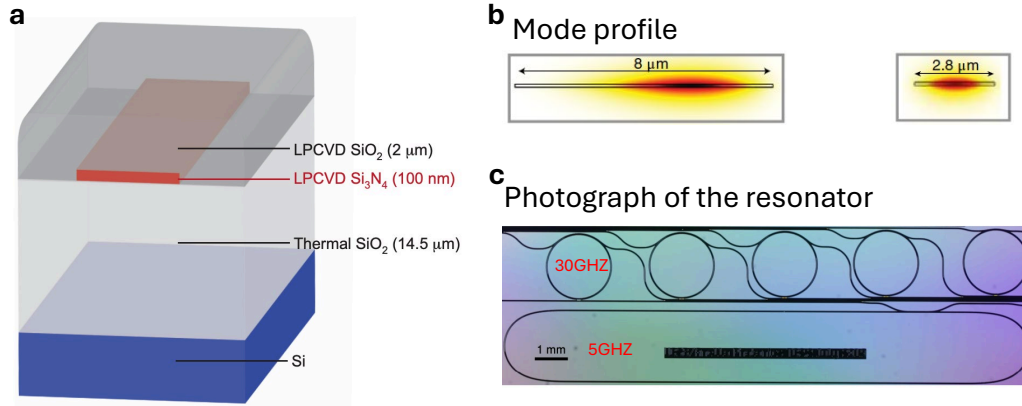 a
LPCVD SiO₂ (2 μm)
LPCVD Si₃N₄ (100 nm)
Thermal SiO₂ (14.5 μm)
Si
b Mode profile
8 μm
2.8 μm
c Photograph of the resonator
30GHZ
1 mm
5GHZ